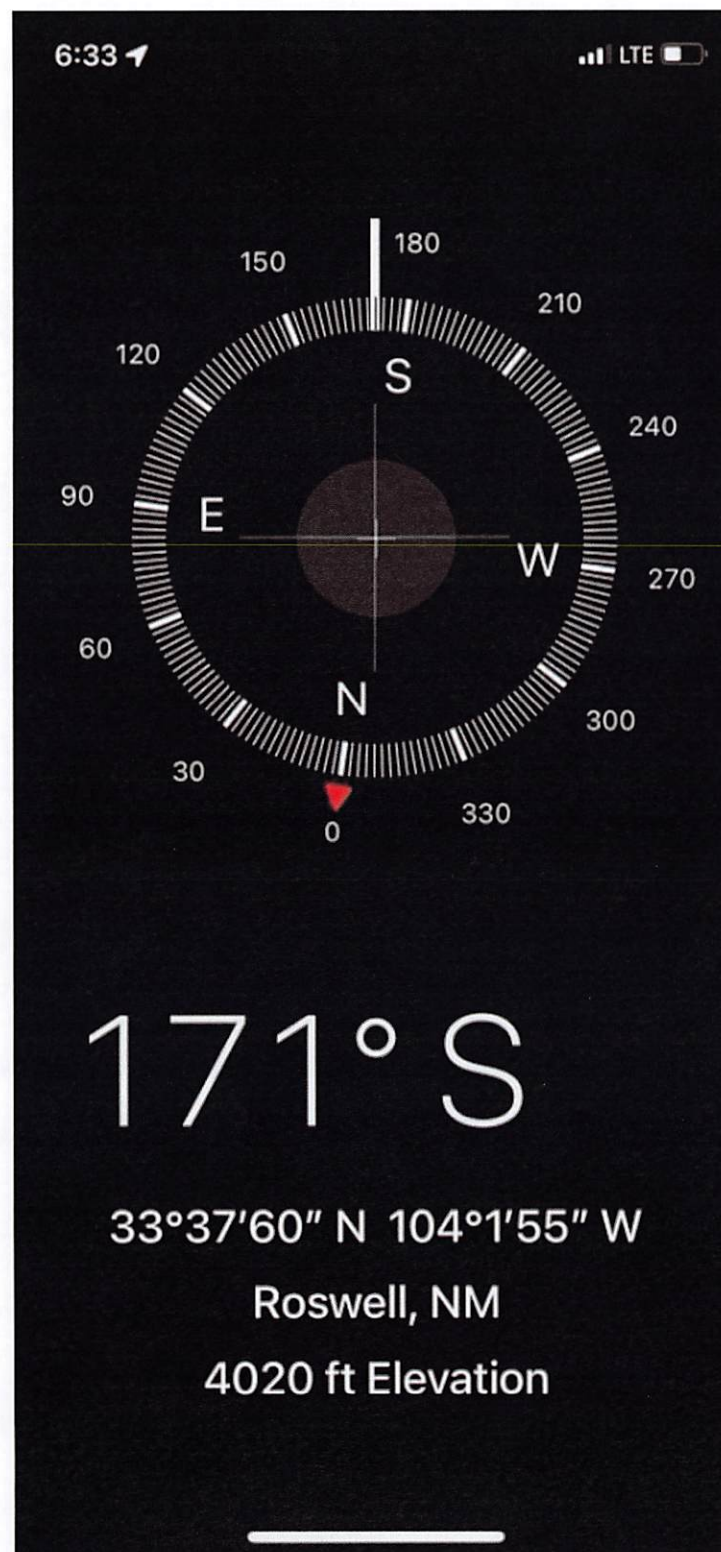 6:33 LTE
180
150
210
120
S
240
90
E
W
270
60
N
300
30
330
0
171° S
33°37′60″ N 104°1′55″ W
Roswell, NM
4020 ft Elevation